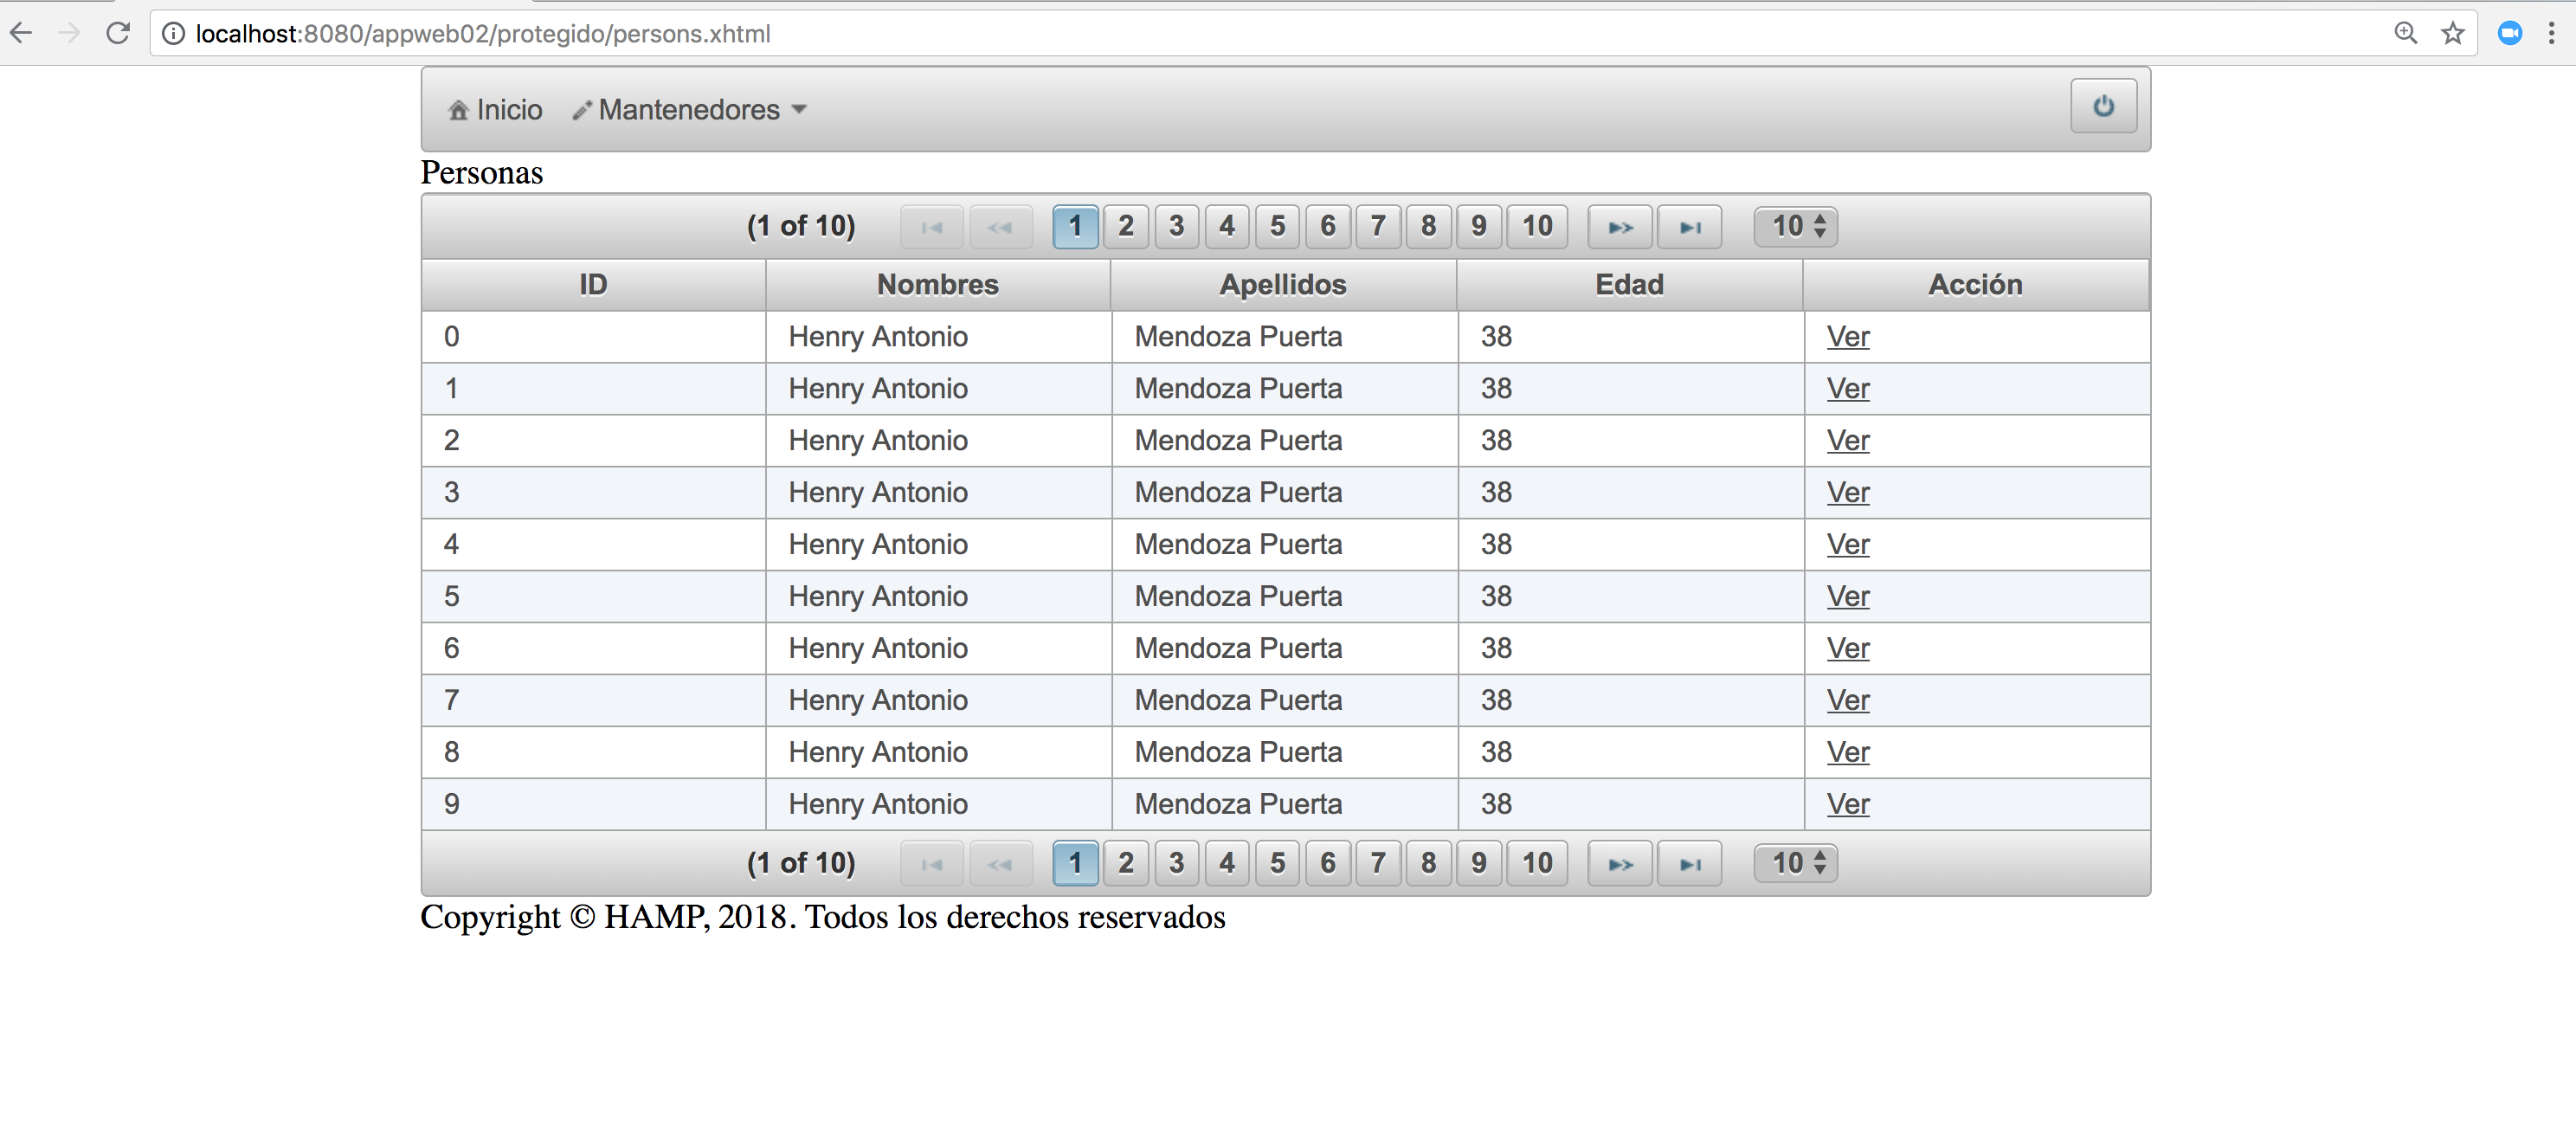 localhost:8080/appweb02/protegido/persons.xhtml
Inicio Mantenedores
Personas
(1 of 10) 1 2 3 4 5 6 7 8 9 10 10
ID Nombres Apellidos Edad Acción
0 Henry Antonio Mendoza Puerta 38 Ver
1 Henry Antonio Mendoza Puerta 38 Ver
2 Henry Antonio Mendoza Puerta 38 Ver
3 Henry Antonio Mendoza Puerta 38 Ver
4 Henry Antonio Mendoza Puerta 38 Ver
5 Henry Antonio Mendoza Puerta 38 Ver
6 Henry Antonio Mendoza Puerta 38 Ver
7 Henry Antonio Mendoza Puerta 38 Ver
8 Henry Antonio Mendoza Puerta 38 Ver
9 Henry Antonio Mendoza Puerta 38 Ver
(1 of 10) 1 2 3 4 5 6 7 8 9 10 10
Copyright © HAMP, 2018. Todos los derechos reservados